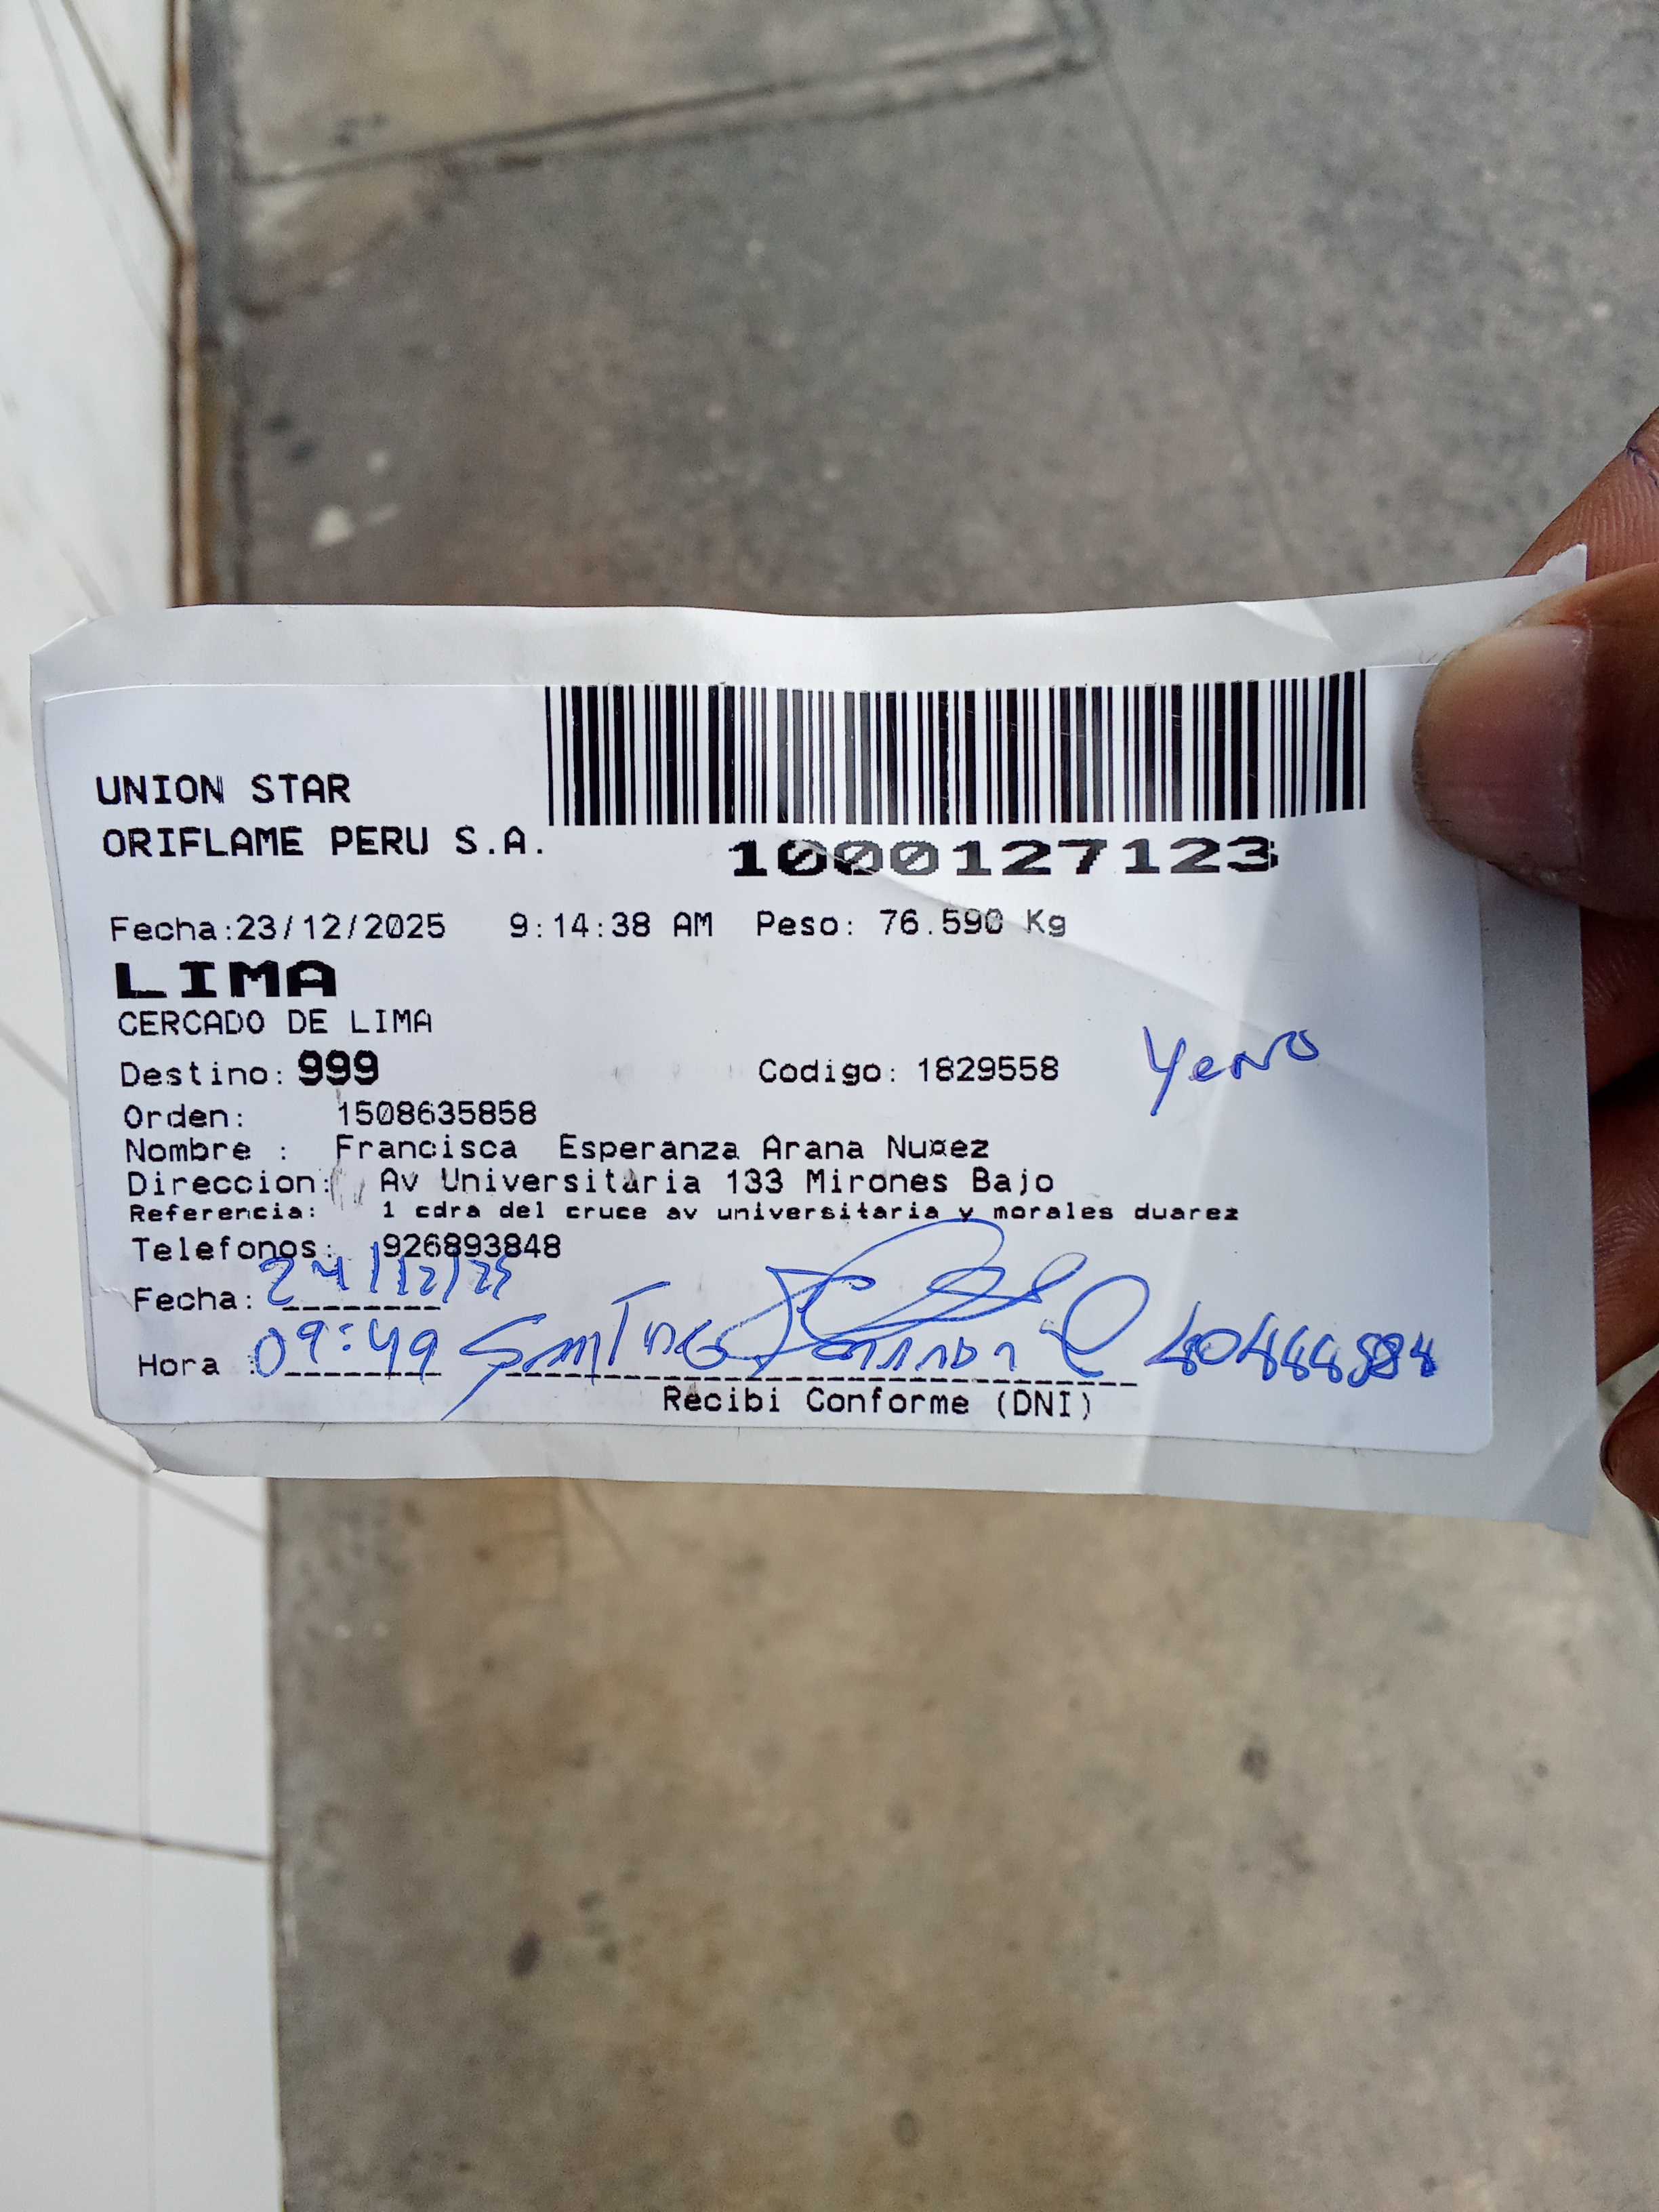 UNION STAR
ORIFLAME PERU S.A.
1000127123
Fecha:23/12/2025 9:14:38 AM Peso: 76.590 Kg
LIMA
CERCADO DE LIMA
Destino: 999 Codigo: 1829558
Yerno
Orden: 1508635858
Nombre : Francisca Esperanza Arana Nuñez
Direccion: Av Universitaria 133 Mirones Bajo
Referencia: 1 cdra del cruce av universitaria y morales duarez
Telefonos: 926893848
Fecha: 24/12/25
Hora : 09:49
Recibi Conforme (DNI)